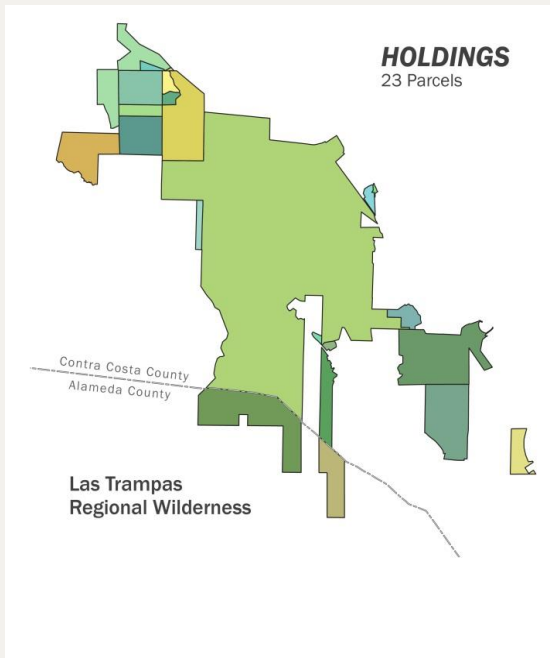 HOLDINGS
23 Parcels
Contra Costa County
Alameda County
Las Trampas
Regional Wilderness